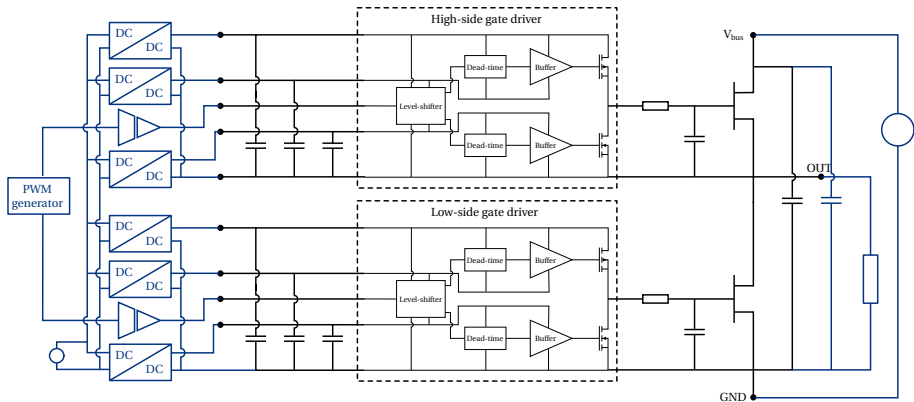 High-side gate driver
V_bus
DC
DC
DC
DC
Dead-time
Buffer
Level-shifter
Dead-time
Buffer
DC
DC
OUT
PWM
generator
Low-side gate driver
DC
DC
DC
DC
Dead-time
Buffer
Level-shifter
Dead-time
Buffer
DC
DC
GND